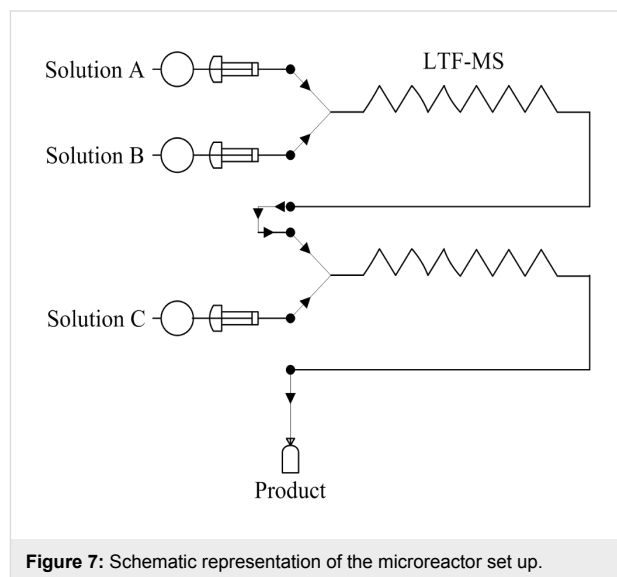 Solution A
LTF-MS
Solution B
Solution C
Product
Figure 7: Schematic representation of the microreactor set up.